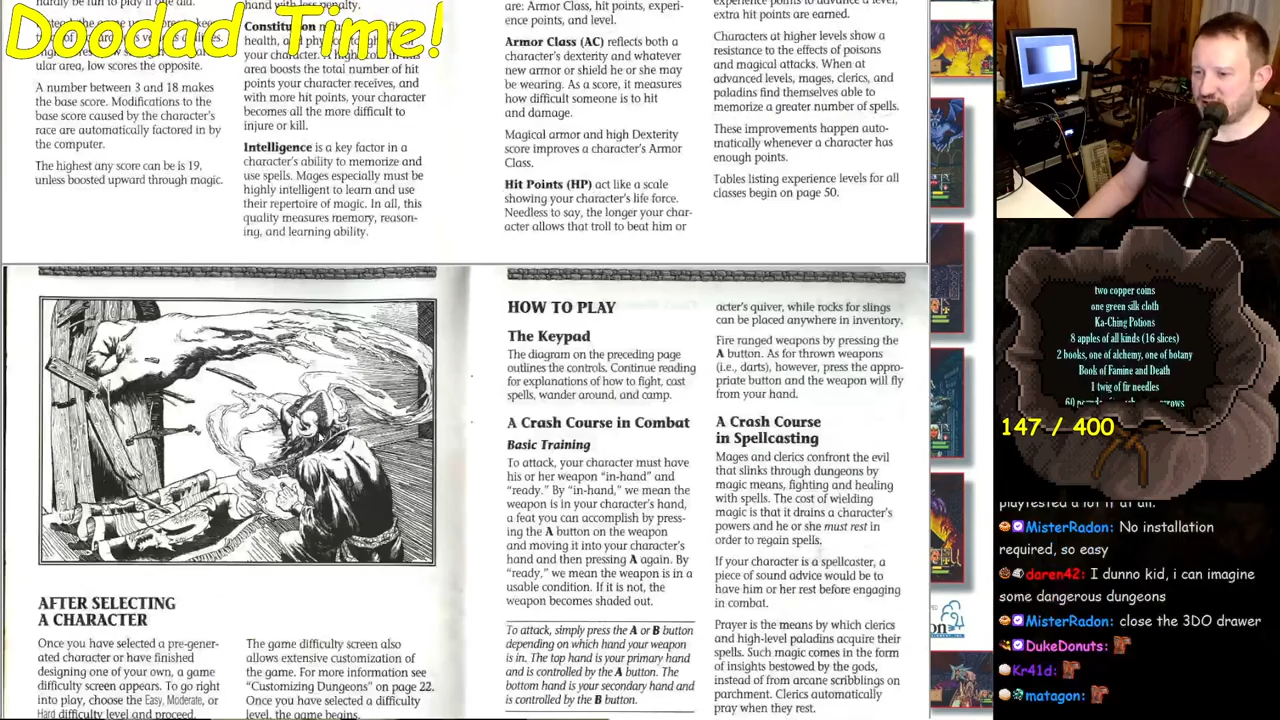 Doodad Time!
ular area, low scores the opposite.
A number between 3 and 18 makes
the base score. Modifications to the
base score caused by the character's
race are automatically factored in by
the computer.
The highest any score can be is 19,
unless boosted upward through magic.
hand with less penalty.
Constitution
health, and
your character.
area boosts the total number of hit
points your character receives, and
with more hit points, your character
becomes all the more difficult to
injure or kill.
Intelligence is a key factor in a
character's ability to memorize and
use spells. Mages especially must be
highly intelligent to learn and use
their repertoire of magic. In all, this
quality measures memory, reason-
ing, and learning ability.
are: Armor Class, hit points, experi-
ence points, and level.
Armor Class (AC) reflects both a
character's dexterity and whatever
new armor or shield he or she may
be wearing. As a score, it measures
how difficult someone is to hit
and damage.
Magical armor and high Dexterity
score improves a character's Armor
Class.
Hit Points (HP) act like a scale
showing your character's life force.
Needless to say, the longer your char-
acter allows that troll to beat him or
extra hit points are earned.
Characters at higher levels show a
resistance to the effects of poisons
and magical attacks. When at
advanced levels, mages, clerics, and
paladins find themselves able to
memorize a greater number of spells.
These improvements happen auto-
matically whenever a character has
enough points.
Tables listing experience levels for all
classes begin on page 50.
AFTER SELECTING
A CHARACTER
Once you have selected a pre-gener-
ated character or have finished
designing one of your own, a game
difficulty screen appears. To go right
into play, choose the Easy, Moderate, or
Hard difficulty level and proceed.
The game difficulty screen also
allows extensive customization of
the game. For more information see
"Customizing Dungeons" on page 22.
Once you have selected a difficulty
level, the game begins.
HOW TO PLAY
The Keypad
The diagram on the preceding page
outlines the controls. Continue reading
for explanations of how to fight, cast
spells, wander around, and camp.
A Crash Course in Combat
Basic Training
To attack, your character must have
his or her weapon "in-hand" and
"ready." By "in-hand," we mean the
weapon is in your character's hand,
a feat you can accomplish by press-
ing the A button on the weapon
and moving it into your character's
hand and then pressing A again. By
"ready," we mean the weapon is in a
usable condition. If it is not, the
weapon becomes shaded out.
To attack, simply press the A or B button
depending on which hand your weapon
is in. The top hand is your primary hand
and is controlled by the A button. The
bottom hand is your secondary hand and
is controlled by the B button.
acter's quiver, while rocks for slings
can be placed anywhere in inventory.
Fire ranged weapons by pressing the
A button. As for thrown weapons
(i.e., darts), however, press the appro-
priate button and the weapon will fly
from your hand.
A Crash Course
in Spellcasting
Mages and clerics confront the evil
that slinks through dungeons by
magic means, fighting and healing
with spells. The cost of wielding
magic is that it drains a character's
powers and he or she must rest in
order to regain spells.
If your character is a spellcaster, a
piece of sound advice would be to
have him or her rest before engaging
in combat.
Prayer is the means by which clerics
and high-level paladins acquire their
spells. Such magic comes in the form
of insights bestowed by the gods,
instead of from arcane scribblings on
parchment. Clerics automatically
pray when they rest.
two copper coins
one green silk cloth
Ka-Ching Potions
8 apples of all kinds (16 slices)
2 books, one of alchemy, one of botany
Book of Famine and Death
1 twig of fir needles
147 / 400
playtested a lot if at all.
MisterRadon: No installation
required, so easy
daren42: I dunno kid, i can imagine
some dangerous dungeons
MisterRadon: close the 3DO drawer
DukeDonuts:
Kr41d:
matagon: